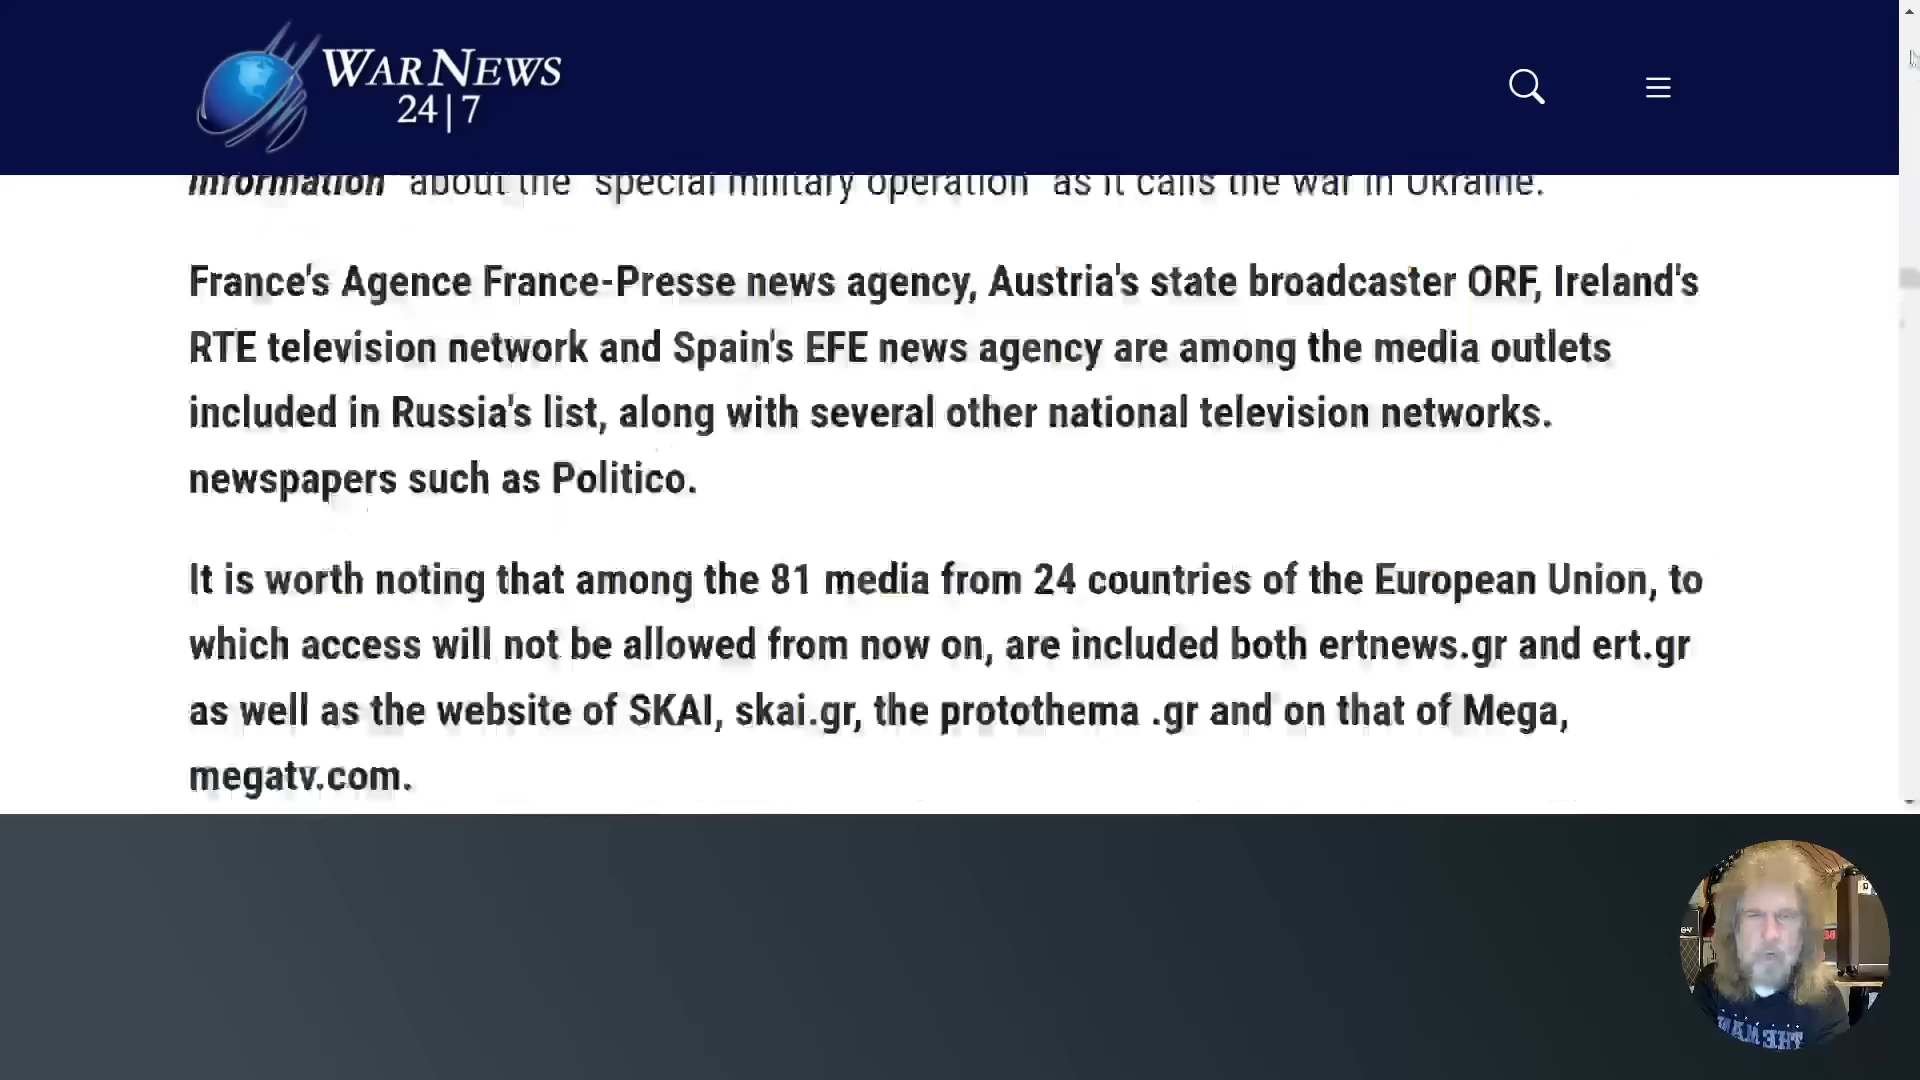 WAR NEWS
24|7
information" about the "special military operation" as it calls the war in Ukraine.
France's Agence France-Presse news agency, Austria's state broadcaster ORF, Ireland's
RTE television network and Spain's EFE news agency are among the media outlets
included in Russia's list, along with several other national television networks.
newspapers such as Politico.
It is worth noting that among the 81 media from 24 countries of the European Union, to
which access will not be allowed from now on, are included both ertnews.gr and ert.gr
as well as the website of SKAI, skai.gr, the protothema .gr and on that of Mega,
megatv.com.
THE MAN